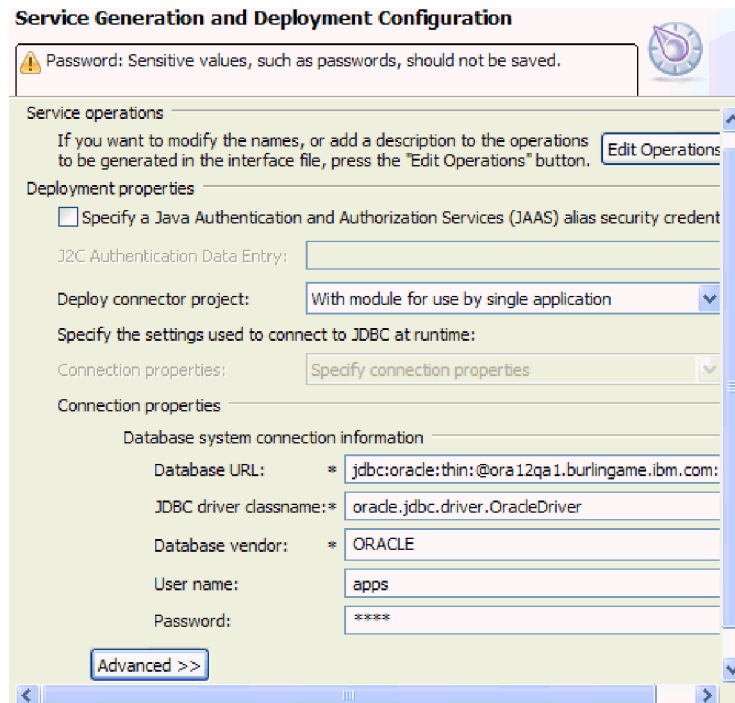 Service Generation and Deployment Configuration
Password: Sensitive values, such as passwords, should not be saved.
Service operations
If you want to modify the names, or add a description to the operations
to be generated in the interface file, press the "Edit Operations" button.
Edit Operations
Deployment properties
Specify a Java Authentication and Authorization Services (JAAS) alias security credent
J2C Authentication Data Entry:
Deploy connector project: With module for use by single application
Specify the settings used to connect to JDBC at runtime:
Connection properties: Specify connection properties
Connection properties
Database system connection information
Database URL: * jdbc:oracle:thin:@ora12qa1.burlingame.ibm.com:
JDBC driver classname:* oracle.jdbc.driver.OracleDriver
Database vendor: * ORACLE
User name: apps
Password: ****
Advanced >>